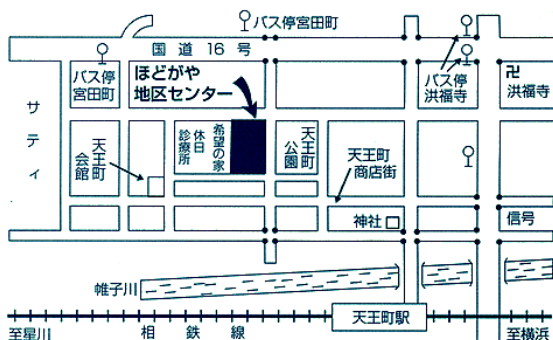 バス停宮田町
国道16号
バス停
宮田町
ほどがや
地区センター
バス停
洪福寺
卍
洪福寺
サティ
天王町
会館
休日
診療所
希望の家
天王町
公園
天王町
商店街
神社
信号
帷子川
天王町駅
至星川
相鉄線
至横浜